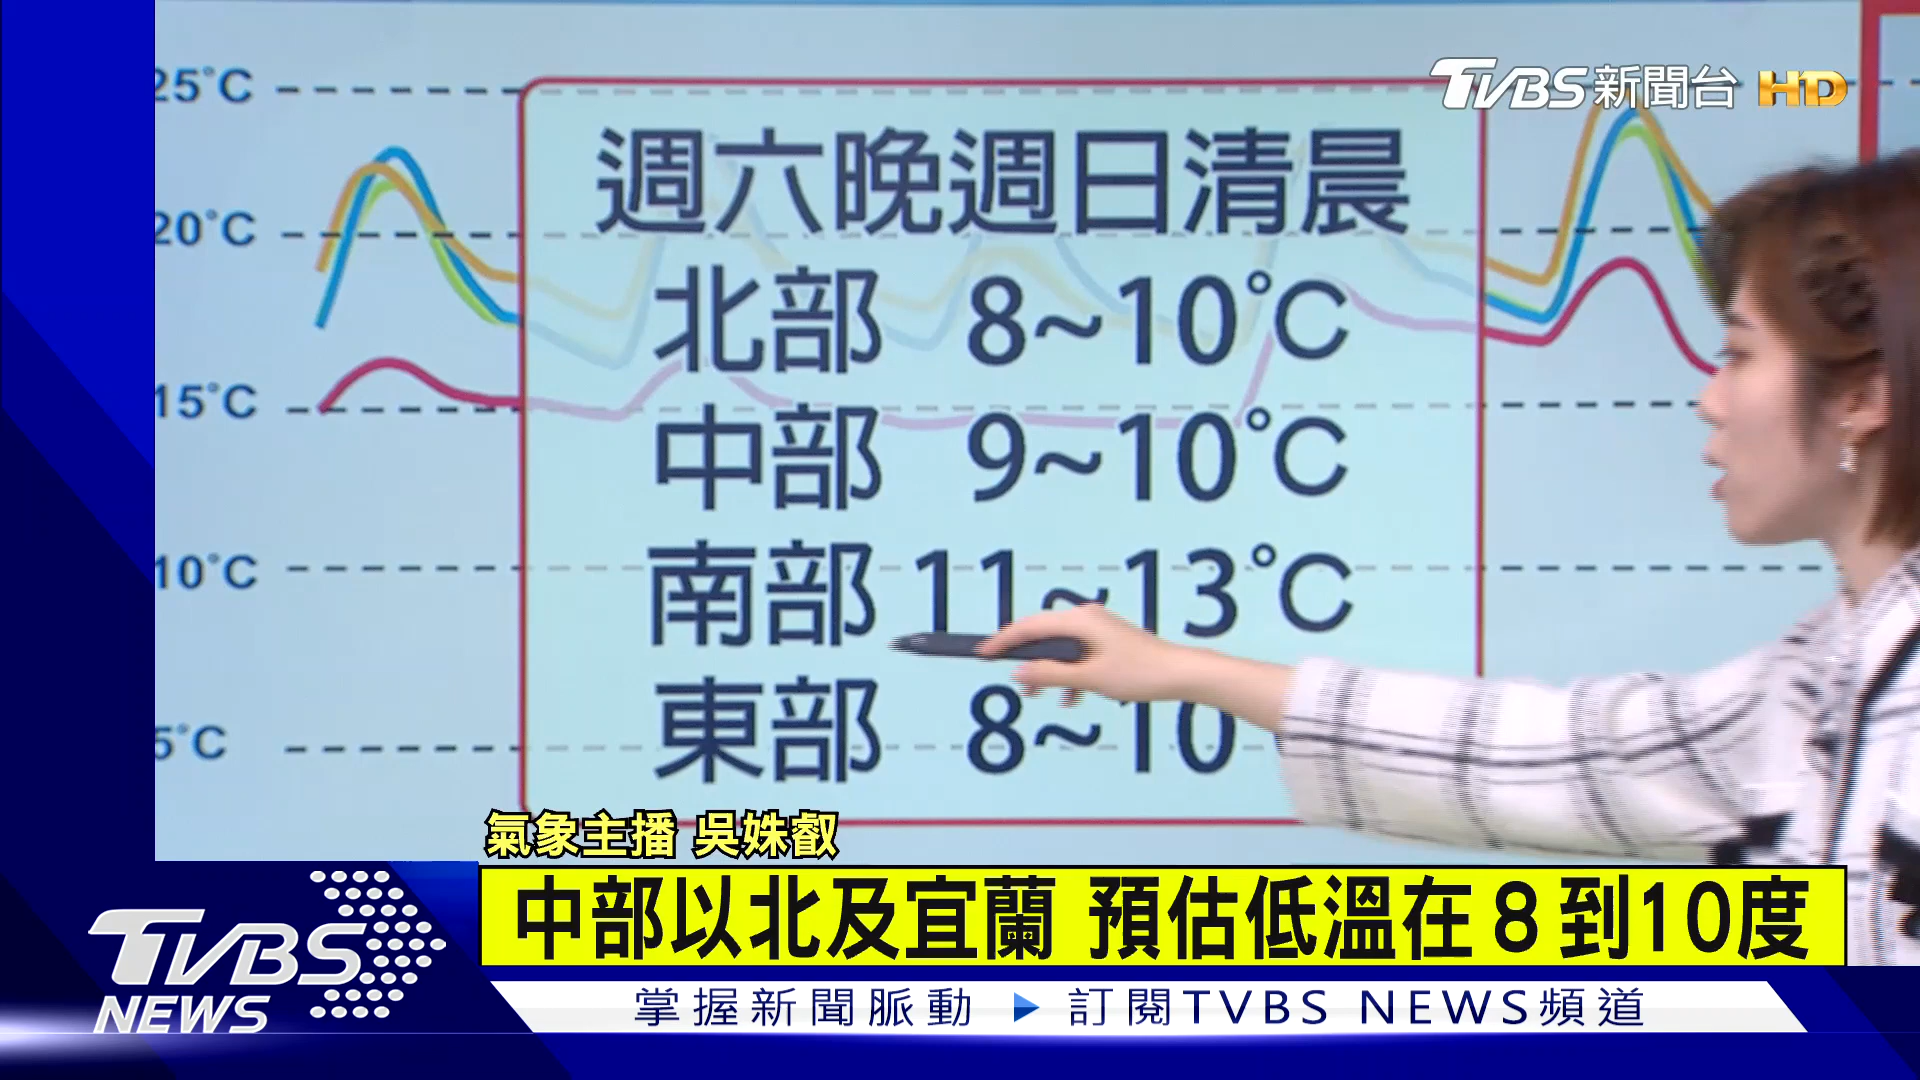 TVBS新聞台 HD
25°C
20°C
15°C
10°C
5°C
週六晚週日清晨
北部 8~10°C
中部 9~10°C
南部 11~13°C
東部 8~10
氣象主播 吳姝叡
中部以北及宜蘭 預估低溫在8到10度
TVBS
NEWS
掌握新聞脈動 ▶ 訂閱TVBS NEWS頻道